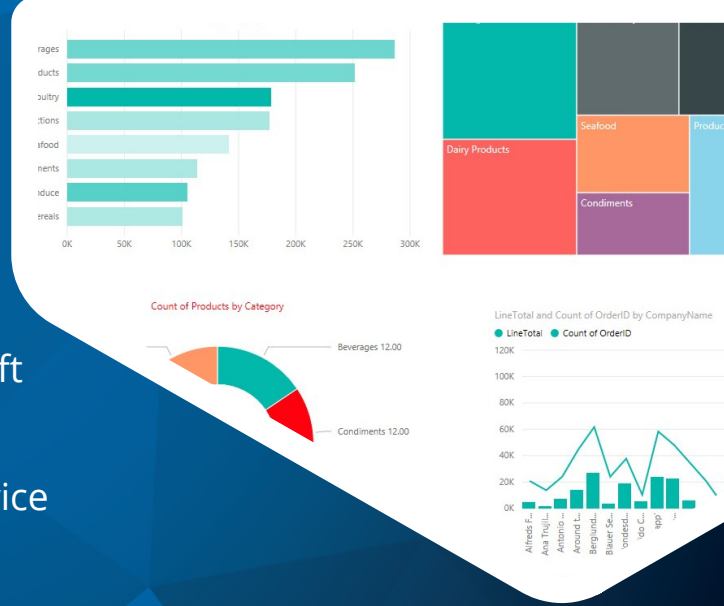 rages
ducts
oultry
ctions
afood
ments
oduce
ereals
0K 50K 100K 150K 200K 250K 300K
Dairy Products
Seafood
Produc
Condiments
Count of Products by Category
Beverages 12.00
Condiments 12.00
LineTotal and Count of OrderID by CompanyName
LineTotal Count of OrderID
120K
100K
80K
60K
40K
20K
0K
Alfreds F...
Ana Trujil...
Antonio ...
Around t...
Berglund...
Blauer Se...
ft
ice